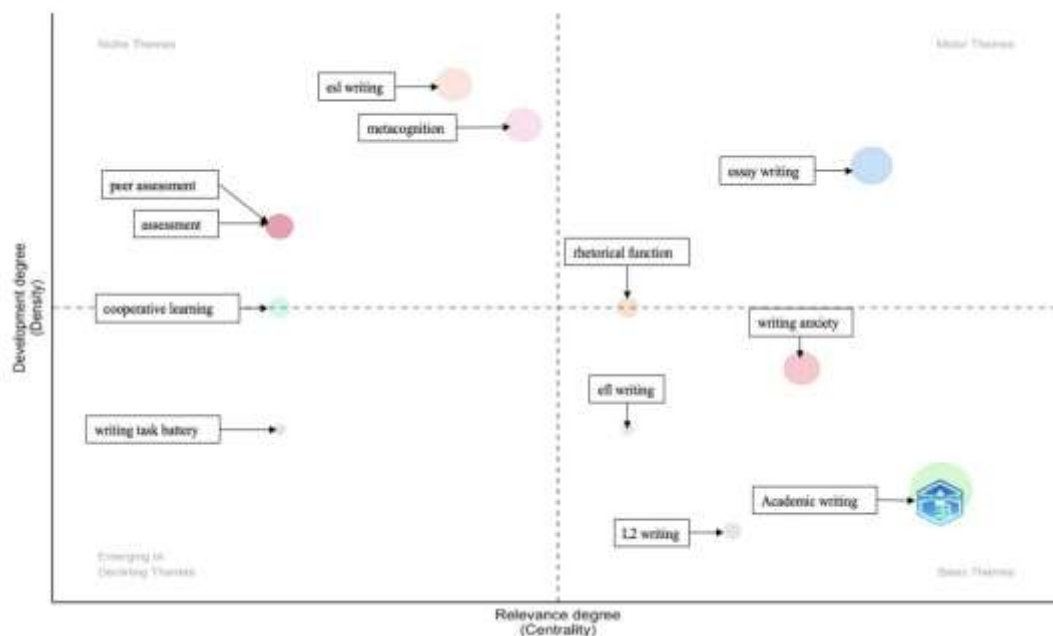 Niche Themes
Motor Themes
esl writing
metacognition
essay writing
peer assessment
assessment
rhetorical function
cooperative learning
writing anxiety
efl writing
writing task battery
Academic writing
L2 writing
Emerging or
Declining Themes
Basic Themes
Development degree
(Density)
Relevance degree
(Centrality)